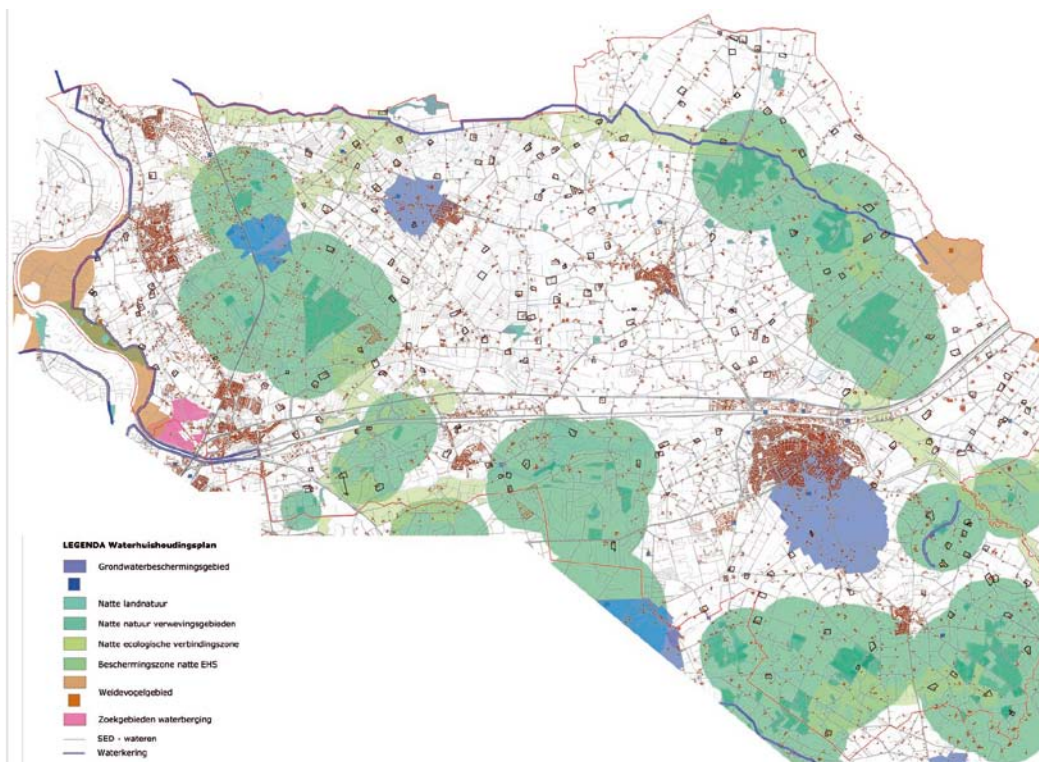 LEGENDA Waterhuishoudingsplan
Grondwaterbeschermingsgebied
Natte landnatuur
Natte natuur verwevingsgebieden
Natte ecologische verbindingszone
Beschermingszone natte EHS
Weidevogelgebied
Zoekgebieden waterberging
SED - wateren
Waterkering